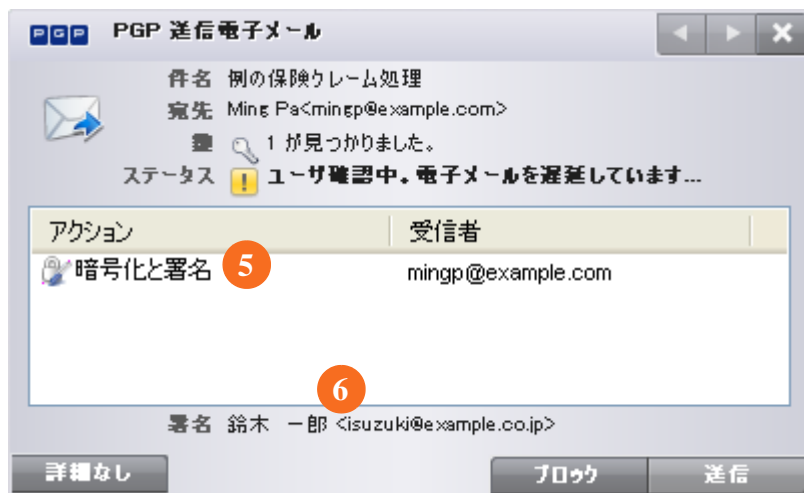 PGP PGP 送信電子メール
件名 例の保険クレーム処理
宛先 Ming Pa<mingp@example.com>
鍵 1 が見つかりました。
ステータス ユーザ確認中。電子メールを遅延しています...
アクション 受信者
暗号化と署名 5 mingp@example.com
6
署名 鈴木 一郎 <isuzuki@example.co.jp>
詳細なし ブロック 送信